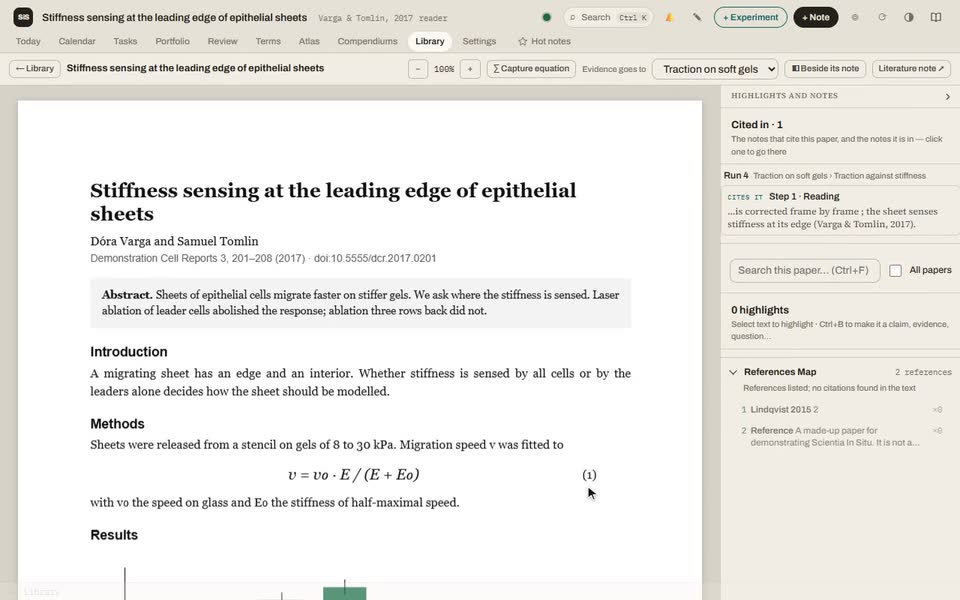 SIS Stiffness sensing at the leading edge of epithelial sheets Varga & Tomlin, 2017 reader Search Ctrl K + Experiment + Note
Today Calendar Tasks Portfolio Review Terms Atlas Compendiums Library Settings Hot notes
← Library Stiffness sensing at the leading edge of epithelial sheets − 100% + ∑ Capture equation Evidence goes to Traction on soft gels Beside its note Literature note ↗
Stiffness sensing at the leading edge of epithelial
sheets
Dóra Varga and Samuel Tomlin
Demonstration Cell Reports 3, 201–208 (2017) · doi:10.5555/dcr.2017.0201
Abstract. Sheets of epithelial cells migrate faster on stiffer gels. We ask where the stiffness is sensed. Laser
ablation of leader cells abolished the response; ablation three rows back did not.
Introduction
A migrating sheet has an edge and an interior. Whether stiffness is sensed by all cells or by the
leaders alone decides how the sheet should be modelled.
Methods
Sheets were released from a stencil on gels of 8 to 30 kPa. Migration speed v was fitted to
v = v0 · E / (E + E0) (1)
with v0 the speed on glass and E0 the stiffness of half-maximal speed.
Results
Library
HIGHLIGHTS AND NOTES
Cited in · 1
The notes that cite this paper, and the notes it is in — click
one to go there
Run 4 Traction on soft gels › Traction against stiffness
CITES IT Step 1 · Reading
…is corrected frame by frame ; the sheet senses
stiffness at its edge (Varga & Tomlin, 2017).
Search this paper… (Ctrl+F) All papers
0 highlights
Select text to highlight · Ctrl+B to make it a claim, evidence,
question…
References Map 2 references
References listed; no citations found in the text
1 Lindqvist 2015 2 ×0
2 Reference A made-up paper for ×0
demonstrating Scientia In Situ. It is not a…